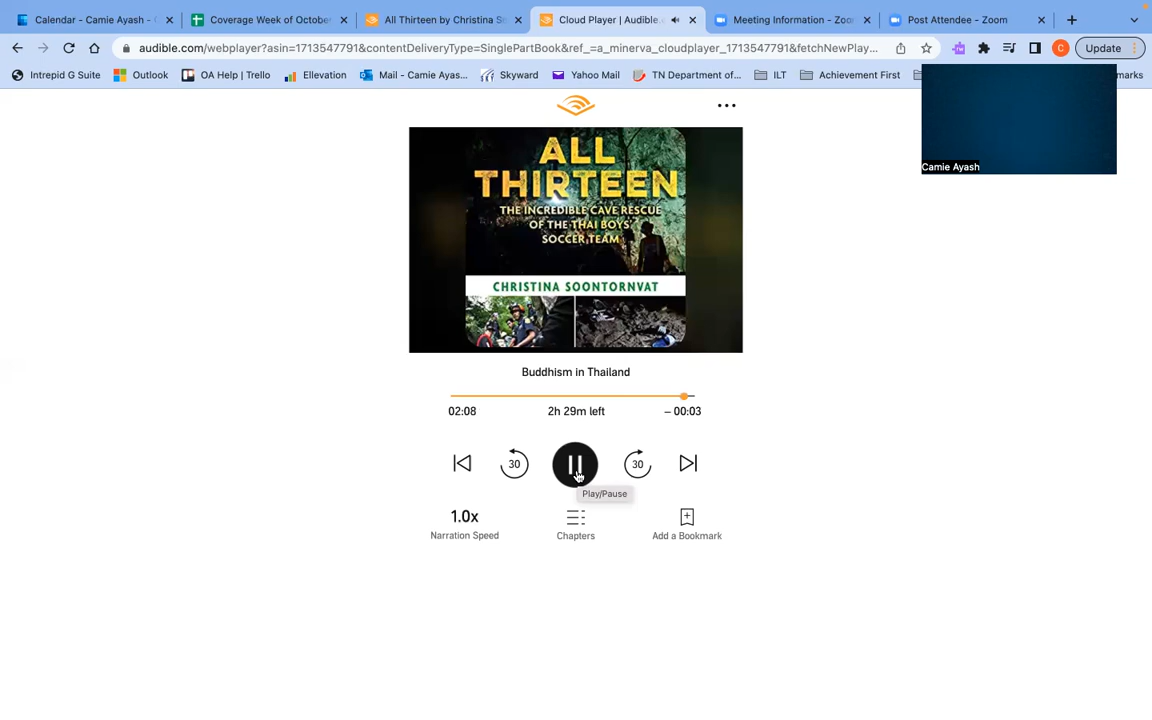 Calendar - Camie Ayash -
Coverage Week of October
All Thirteen by Christina S
Cloud Player | Audible.c
Meeting Information - Zoo
Post Attendee - Zoom
audible.com/webplayer?asin=1713547791&contentDeliveryType=SinglePartBook&ref_=a_minerva_cloudplayer_1713547791&fetchNewPlay...
C
Update
Intrepid G Suite
Outlook
OA Help | Trello
Ellevation
Mail - Camie Ayas...
Skyward
Yahoo Mail
TN Department of...
ILT
Achievement First
marks
Camie Ayash
ALL
THIRTEEN
THE INCREDIBLE CAVE RESCUE
OF THE THAI BOYS'
SOCCER TEAM
CHRISTINA SOONTORNVAT
Buddhism in Thailand
02:08
2h 29m left
– 00:03
30
30
Play/Pause
1.0x
Narration Speed
Chapters
Add a Bookmark